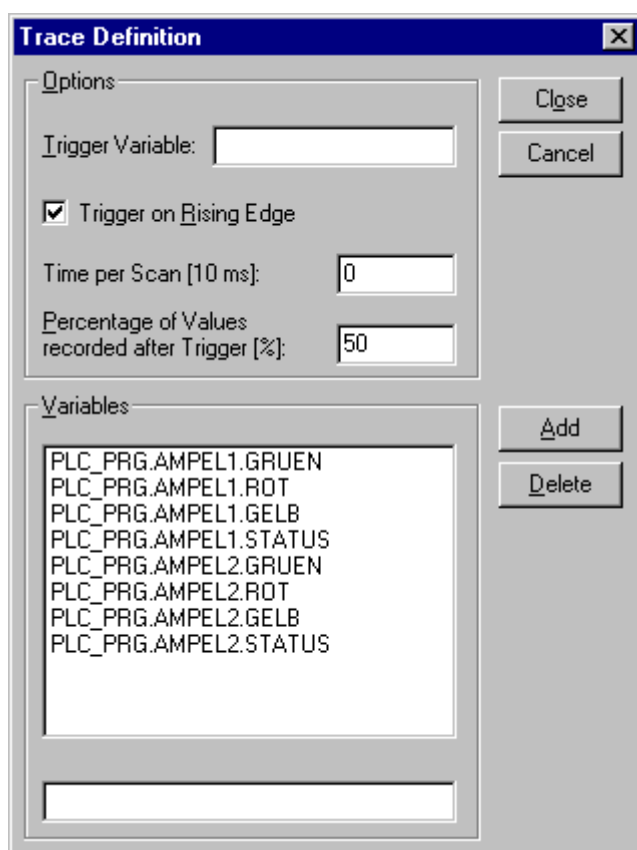 Trace Definition
Options
Close
Trigger Variable:
Cancel
Trigger on Rising Edge
Time per Scan [10 ms]: 0
Percentage of Values
recorded after Trigger [%]: 50
Variables
Add
PLC_PRG.AMPEL1.GRUEN
PLC_PRG.AMPEL1.ROT
Delete
PLC_PRG.AMPEL1.GELB
PLC_PRG.AMPEL1.STATUS
PLC_PRG.AMPEL2.GRUEN
PLC_PRG.AMPEL2.ROT
PLC_PRG.AMPEL2.GELB
PLC_PRG.AMPEL2.STATUS